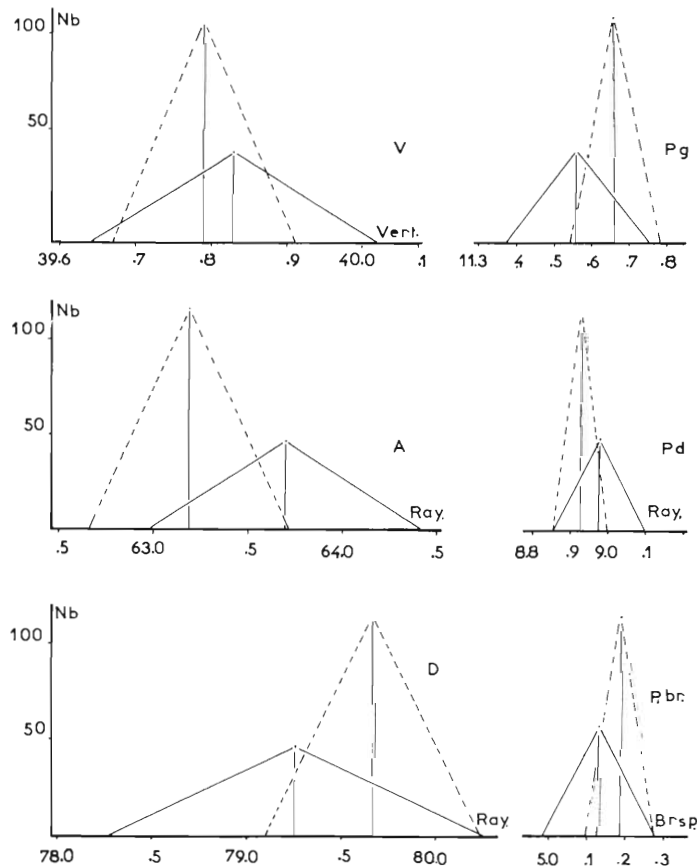 100 Nb
50
V
Vert.
39.6 .7 .8 .9 40.0 .1
Pg
11.3 .4 .5 .6 .7 .8
Nb
100
50
A
Ray.
.5 63.0 .5 64.0 .5
Pd
Ray.
8.8 .9 9.0 .1
Nb
100
50
D
Ray.
78.0 .5 79.0 .5 80.0
P.br.
Brsp.
5.0 .1 .2 .3